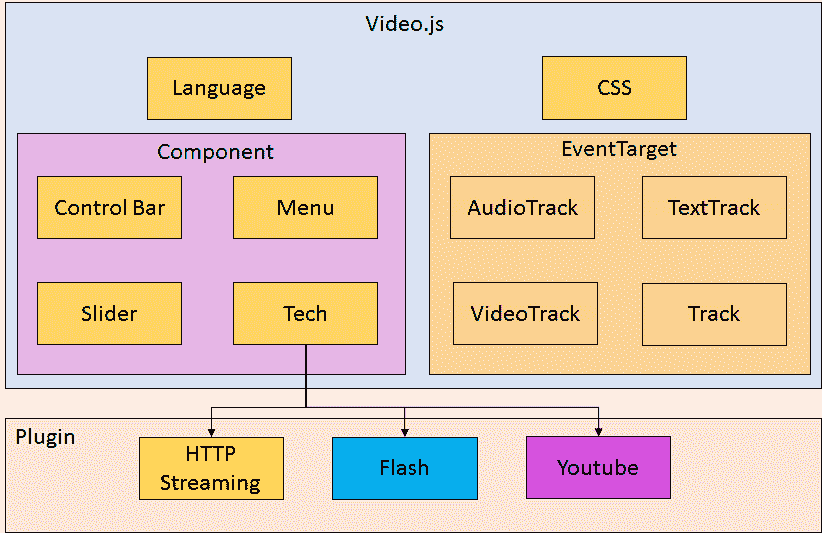 Video.js
Language
CSS
Component
Control Bar
Menu
Slider
Tech
EventTarget
AudioTrack
TextTrack
VideoTrack
Track
Plugin
HTTP
Streaming
Flash
Youtube